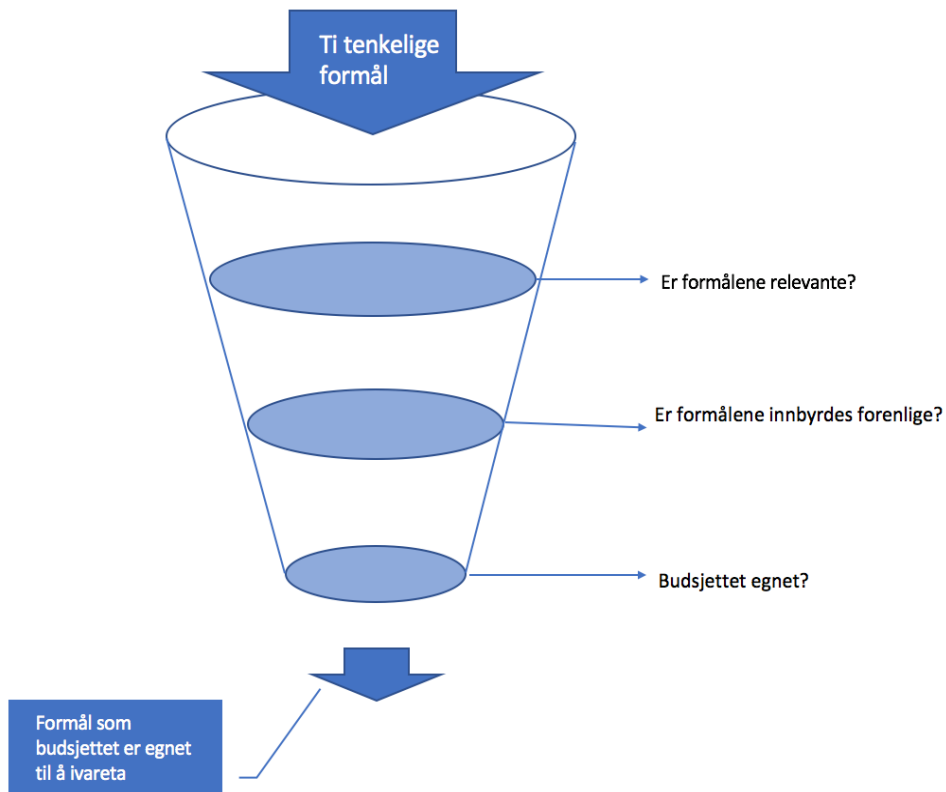 Ti tenkelige
formål
Er formålene relevante?
Er formålene innbyrdes forenlige?
Budsjettet egnet?
Formål som
budsjettet er egnet
til å ivareta